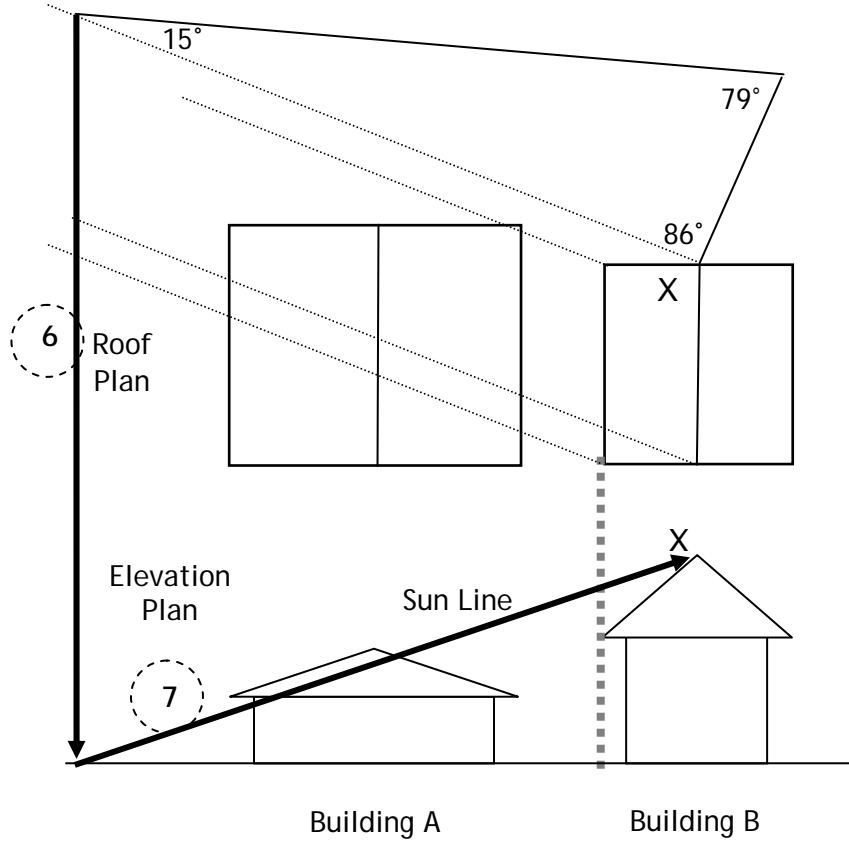 15˚
79˚
86˚
X
6
Roof
Plan
X
Elevation
Plan
Sun Line
7
Building A
Building B